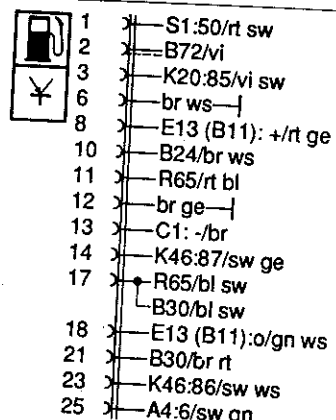 1 S1:50/rt sw
2 B72/vi
3 K20:85/vi sw
6 br ws
8 E13 (B11): +/rt ge
10 B24/br ws
11 R65/rt bl
12 br ge
13 C1: -/br
14 K46:87/sw ge
17 R65/bl sw
B30/bl sw
18 E13 (B11):o/gn ws
21 B30/br rt
23 K46:86/sw ws
25 A4:6/sw gn